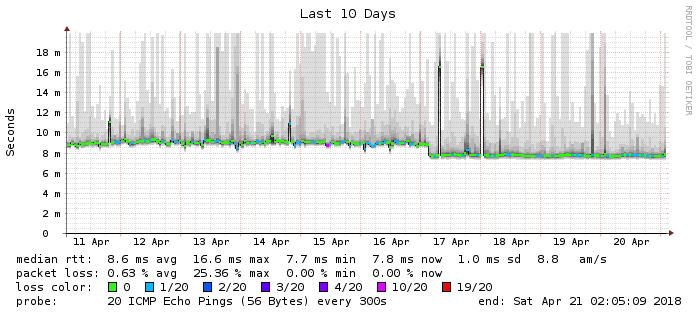 Last 10 Days
RRDTOOL / TOBI OETIKER
Seconds
18 m
16 m
14 m
12 m
10 m
8 m
6 m
4 m
2 m
0
11 Apr 12 Apr 13 Apr 14 Apr 15 Apr 16 Apr 17 Apr 18 Apr 19 Apr 20 Apr
median rtt: 8.6 ms avg 16.6 ms max 7.7 ms min 7.8 ms now 1.0 ms sd 8.8 am/s
packet loss: 0.63 % avg 25.36 % max 0.00 % min 0.00 % now
loss color: 0 1/20 2/20 3/20 4/20 10/20 19/20
probe: 20 ICMP Echo Pings (56 Bytes) every 300s end: Sat Apr 21 02:05:09 2018